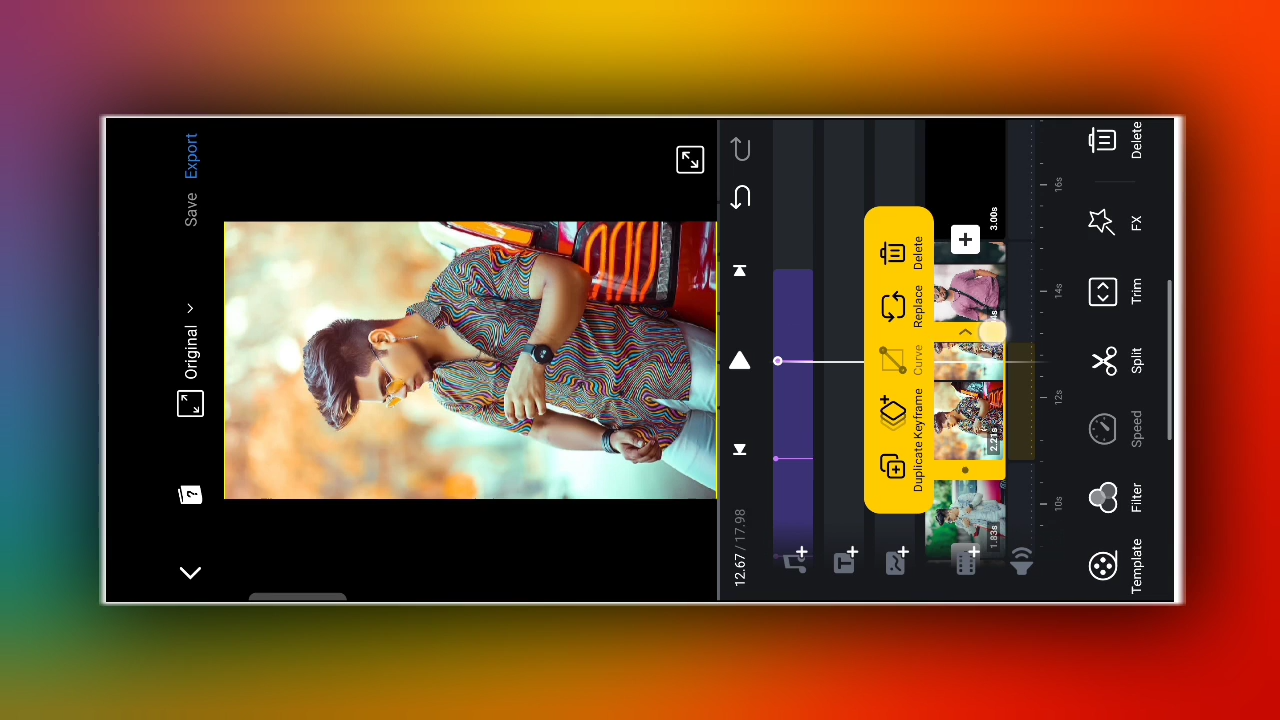 Original
Save
Export
12.67 / 17.98
Duplicate
Keyframe
Curve
Replace
Delete
1.83s
2.21s
3.00s
10s
12s
14s
16s
Template
Filter
Speed
Split
Trim
FX
Delete